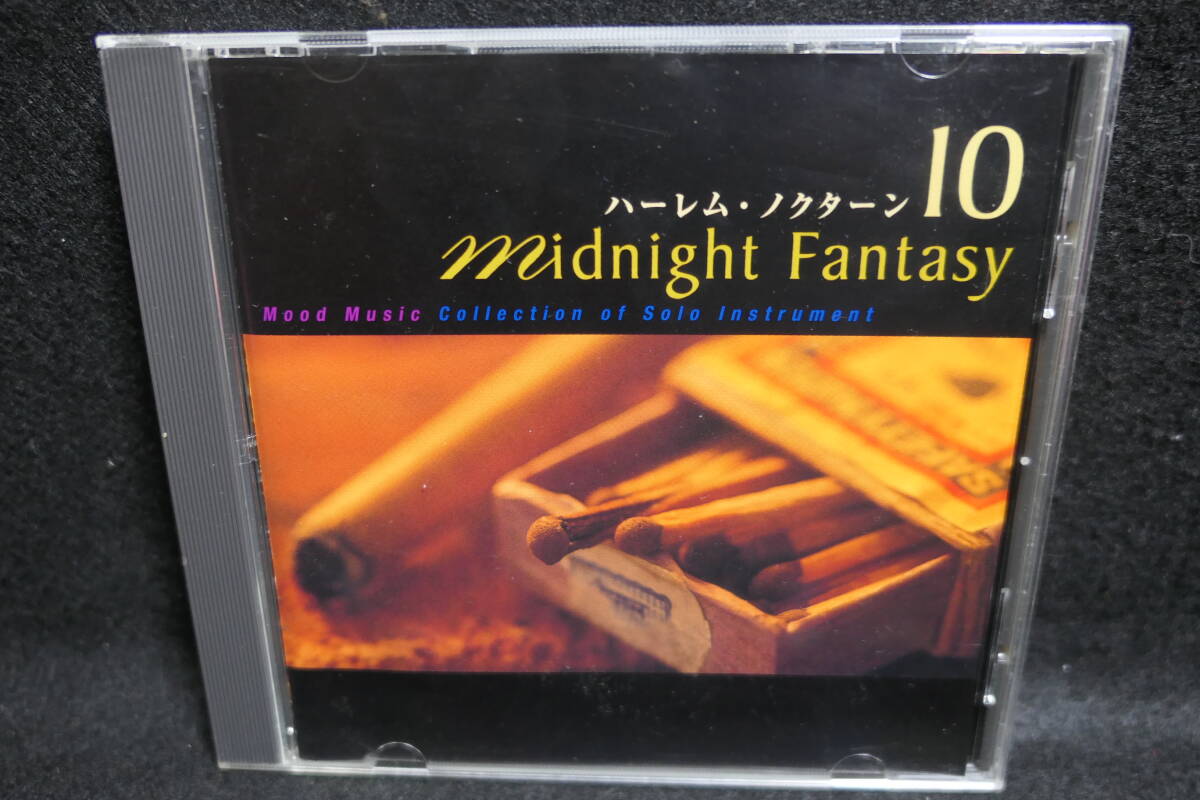 ハーレム・ノクターン 10
midnight Fantasy
Mood Music Collection of Solo Instrument